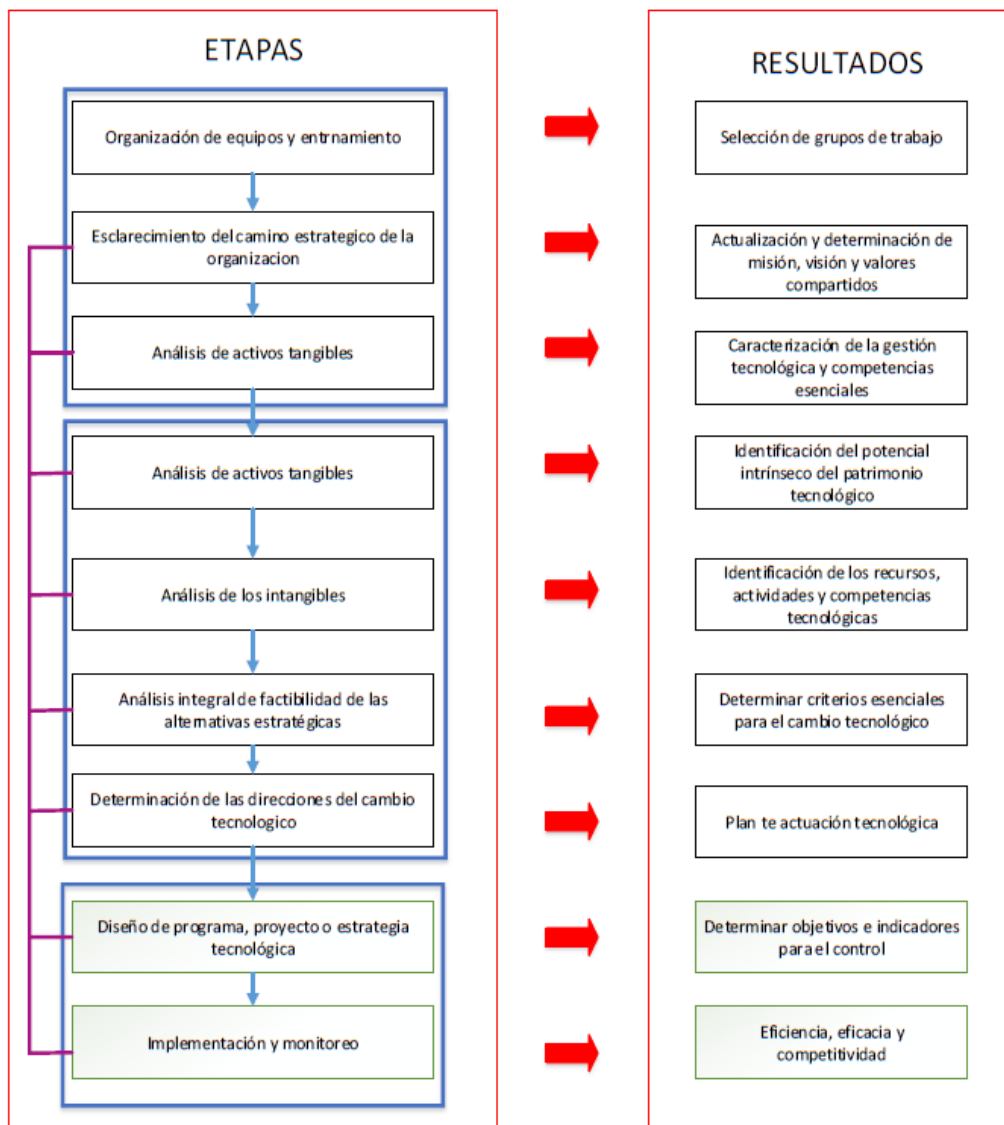 ETAPAS
Organización de equipos y entrnamiento
Esclarecimiento del camino estrategico de la
organizacion
Análisis de activos tangibles
Análisis de activos tangibles
Análisis de los intangibles
Análisis integral de factibilidad de las
alternativas estratégicas
Determinación de las direcciones del cambio
tecnologico
Diseño de programa, proyecto o estrategia
tecnológica
Implementación y monitoreo
RESULTADOS
Selección de grupos de trabajo
Actualización y determinación de
misión, visión y valores
compartidos
Caracterización de la gestión
tecnológica y competencias
esenciales
Identificación del potencial
intrínseco del patrimonio
tecnológico
Identificación de los recursos,
actividades y competencias
tecnológicas
Determinar criterios esenciales
para el cambio tecnológico
Plan te actuación tecnológica
Determinar objetivos e indicadores
para el control
Eficiencia, eficacia y
competitividad